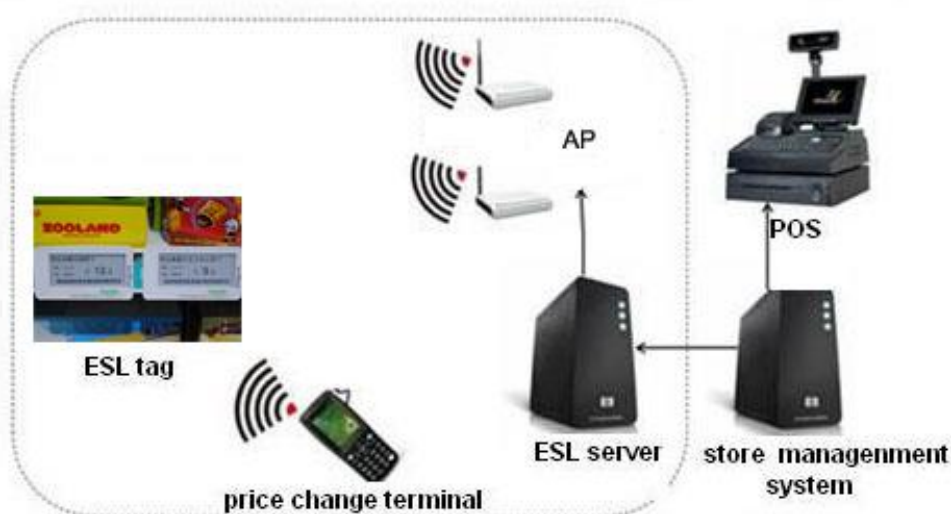 AP
POS
ZOOLAND
ESL tag
ESL server
store managenment
system
price change terminal